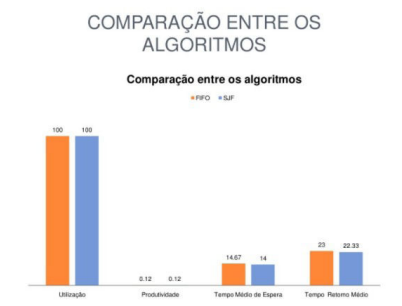 COMPARAÇÃO ENTRE OS
ALGORITMOS
Comparação entre os algoritmos
FIFO SJF
100 100
0.12 0.12
14.67 14
23 22.33
Utilização Produtividade Tempo Médio de Espera Tempo Retorno Médio